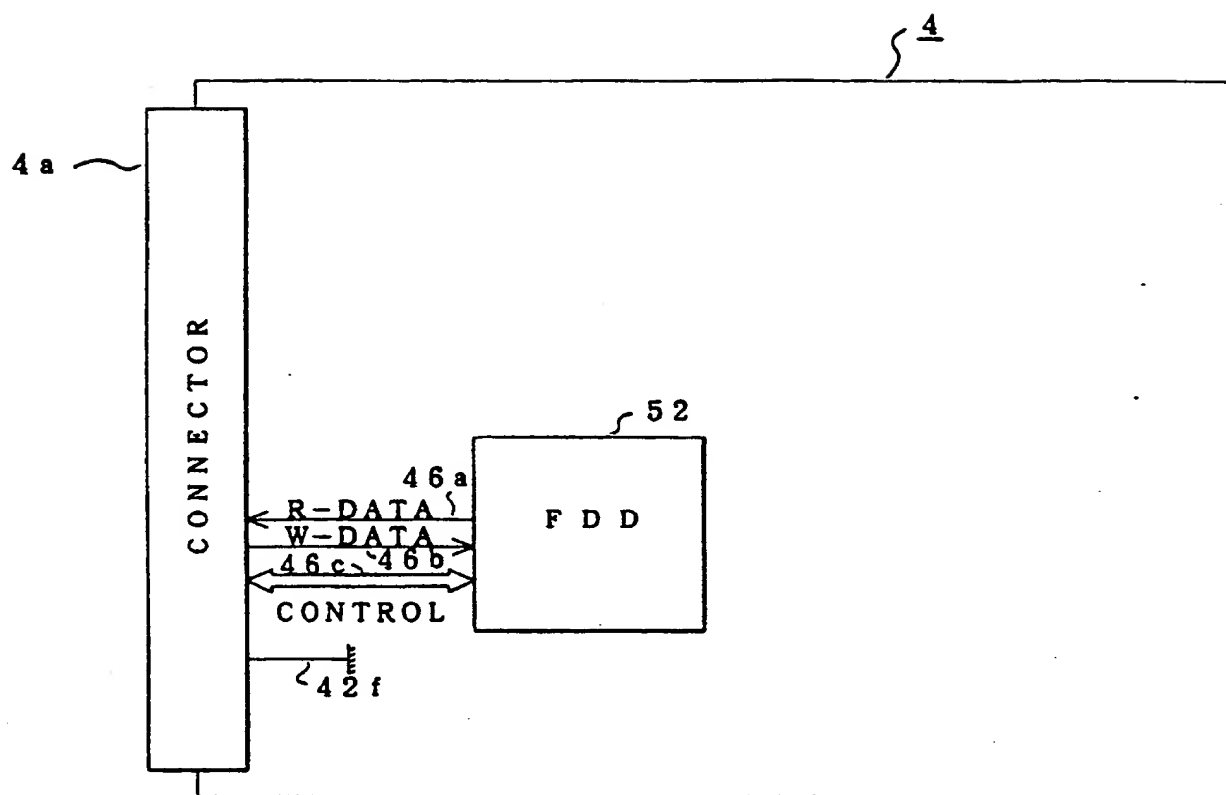 4
4a
CONNECTOR
52
46a
R-DATA
FDD
W-DATA
46b
46c
CONTROL
42f